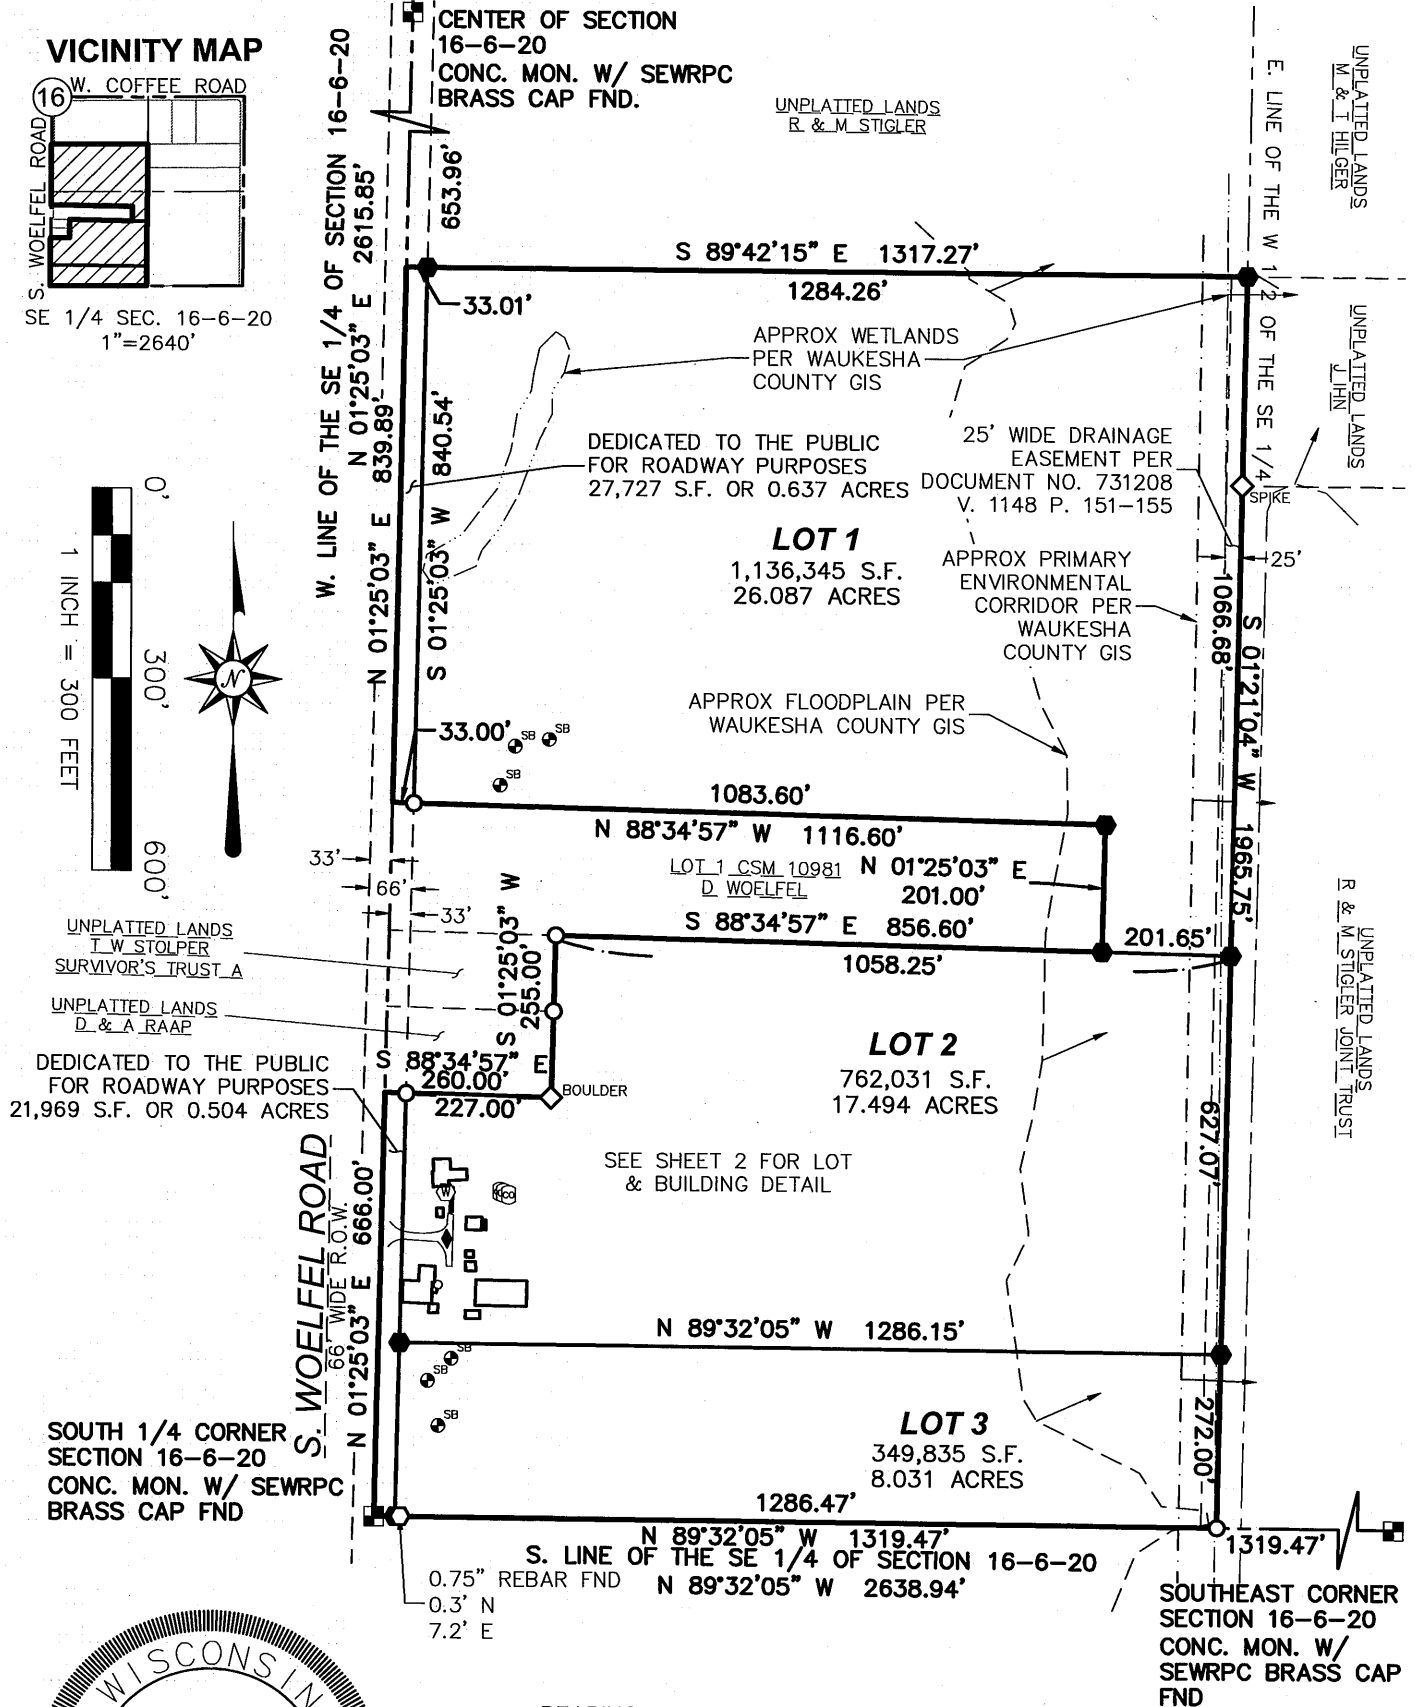 VICINITY MAP
16
W. COFFEE ROAD
S. WOELFEL ROAD
SE 1/4 SEC. 16-6-20
1"=2640'
CENTER OF SECTION
16-6-20
CONC. MON. W/ SEWRPC
BRASS CAP FND.
UNPLATTED LANDS
R & M STIGLER
UNPLATTED LANDS
M & T HILGER
E. LINE OF THE W 1/2 OF THE SE 1/4
W. LINE OF THE SE 1/4 OF SECTION 16-6-20
N 01°25'03" E 2615.85'
653.96'
S 89°42'15" E 1317.27'
1284.26'
33.01'
APPROX WETLANDS
PER WAUKESHA
COUNTY GIS
UNPLATTED LANDS
J IHN
N 01°25'03" E 839.89'
S 01°25'03" W 840.54'
DEDICATED TO THE PUBLIC
FOR ROADWAY PURPOSES
27,727 S.F. OR 0.637 ACRES
25' WIDE DRAINAGE
EASEMENT PER
DOCUMENT NO. 731208
V. 1148 P. 151-155
SPIKE
0'
300'
600'
1 INCH = 300 FEET
N
LOT 1
1,136,345 S.F.
26.087 ACRES
APPROX PRIMARY
ENVIRONMENTAL
CORRIDOR PER
WAUKESHA
COUNTY GIS
25'
1066.68'
S 01°21'04" W 1965.75'
APPROX FLOODPLAIN PER
WAUKESHA COUNTY GIS
33.00'
SB
SB
SB
1083.60'
N 88°34'57" W 1116.60'
33'
66'
33'
LOT 1 CSM 10981
D WOELFEL
N 01°25'03" E
201.00'
S 88°34'57" E 856.60'
201.65'
1058.25'
UNPLATTED LANDS
T W STOLPER
SURVIVOR'S TRUST A
S 01°25'03" W
255.00'
UNPLATTED LANDS
D & A RAAP
S 88°34'57" E
260.00'
227.00'
BOULDER
DEDICATED TO THE PUBLIC
FOR ROADWAY PURPOSES
21,969 S.F. OR 0.504 ACRES
LOT 2
762,031 S.F.
17.494 ACRES
UNPLATTED LANDS
R & M STIGLER JOINT TRUST
627.07'
SEE SHEET 2 FOR LOT
& BUILDING DETAIL
W
S. WOELFEL ROAD
66' WIDE R.O.W.
N 01°25'03" E 666.00'
N 89°32'05" W 1286.15'
SB
SB
SB
LOT 3
349,835 S.F.
8.031 ACRES
272.00'
SOUTH 1/4 CORNER
SECTION 16-6-20
CONC. MON. W/ SEWRPC
BRASS CAP FND
1286.47'
N 89°32'05" W 1319.47'
S. LINE OF THE SE 1/4 OF SECTION 16-6-20
N 89°32'05" W 2638.94'
1319.47'
0.75" REBAR FND
0.3' N
7.2' E
SOUTHEAST CORNER
SECTION 16-6-20
CONC. MON. W/
SEWRPC BRASS CAP
FND
WISCONSIN